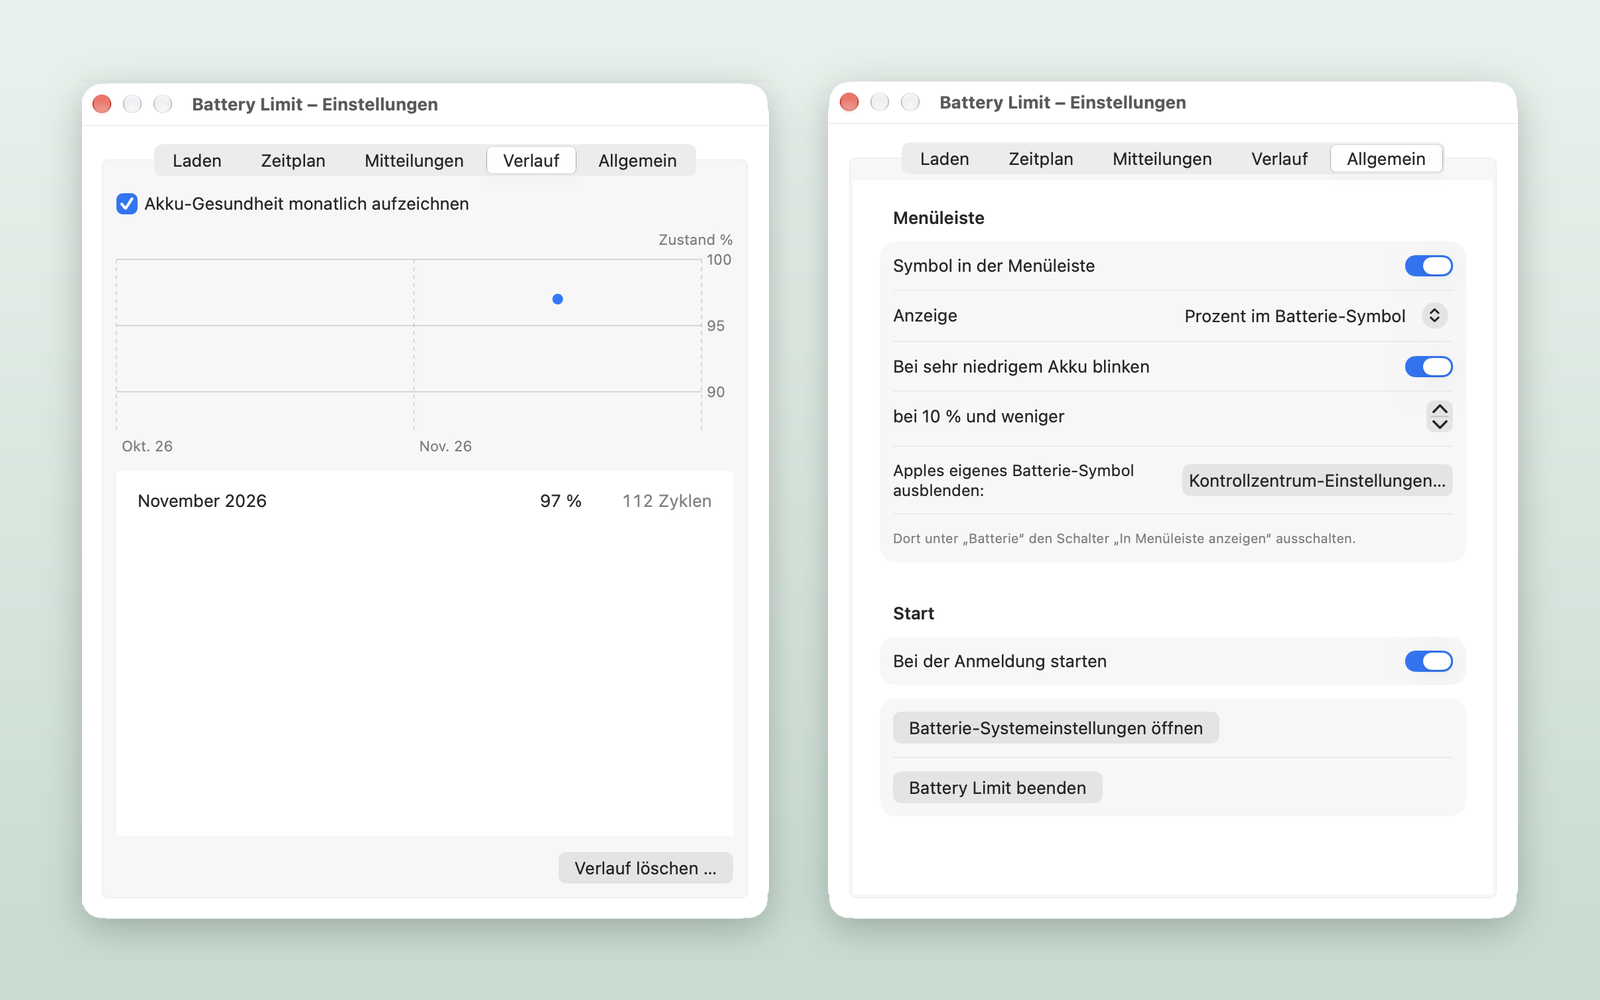 Battery Limit – Einstellungen
Laden
Zeitplan
Mitteilungen
Verlauf
Allgemein
Akku-Gesundheit monatlich aufzeichnen
Zustand %
100
95
90
Okt. 26
Nov. 26
November 2026
97 %
112 Zyklen
Verlauf löschen ...
Battery Limit – Einstellungen
Laden
Zeitplan
Mitteilungen
Verlauf
Allgemein
Menüleiste
Symbol in der Menüleiste
Anzeige
Prozent im Batterie-Symbol
Bei sehr niedrigem Akku blinken
bei 10 % und weniger
Apples eigenes Batterie-Symbol
ausblenden:
Kontrollzentrum-Einstellungen...
Dort unter „Batterie“ den Schalter „In Menüleiste anzeigen“ ausschalten.
Start
Bei der Anmeldung starten
Batterie-Systemeinstellungen öffnen
Battery Limit beenden